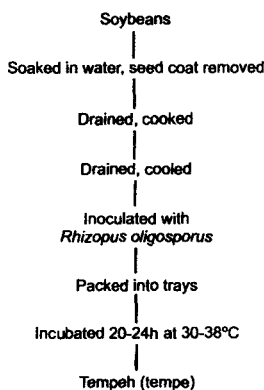 Soybeans
Soaked in water, seed coat removed
Drained, cooked
Drained, cooled
Inoculated with
Rhizopus oligosporus
Packed into trays
Incubated 20-24h at 30-38ºC
Tempeh (tempe)